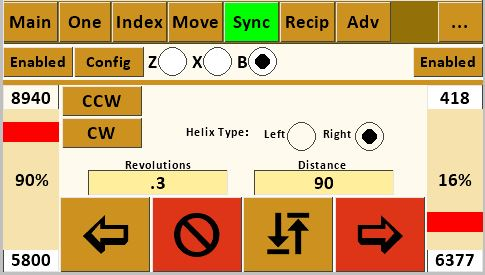 Main One Index Move Sync Recip Adv ...
Enabled Config Z X B Enabled
8940 CCW 418
CW Helix Type: Left Right
Revolutions Distance
90% .3 90 16%
5800 6377